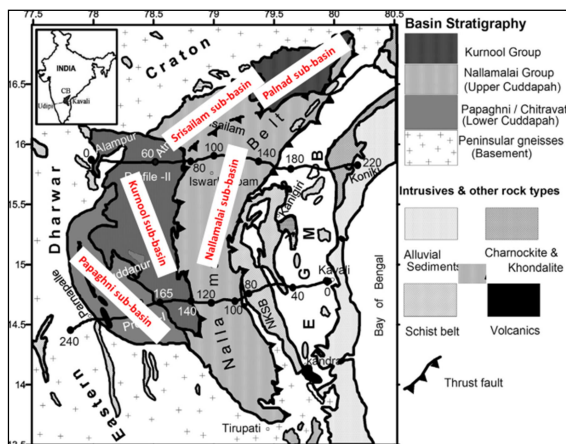 77.5
78
78.5
79
79.5
80
80.5
16.5
16
15.5
15
14.5
14
INDIA
CB
Kavali
Udipi
Craton
Palnad sub-basin
Srisailam sub-basin
Belt
Alampur
0
60
80
100
140
180
220
Koniki
Kurnool sub-basin
Nallamalai sub-basin
Kanigiri
Dharwar
Papaghni sub-basin
Parnapalle
165
140
120
100
80
40
0
Kavali
240
Nalla
NKSB
E
G
M
B
kandra
Eastern
Tirupati
Bay of Bengal
Basin Stratigraphy
Kurnool Group
Nallamalai Group
(Upper Cuddapah)
Papaghni / Chitravati
(Lower Cuddapah)
Peninsular gneisses
(Basement)
Intrusives & other rock types
Alluvial
Sediments
Charnockite &
Khondalite
Schist belt
Volcanics
Thrust fault